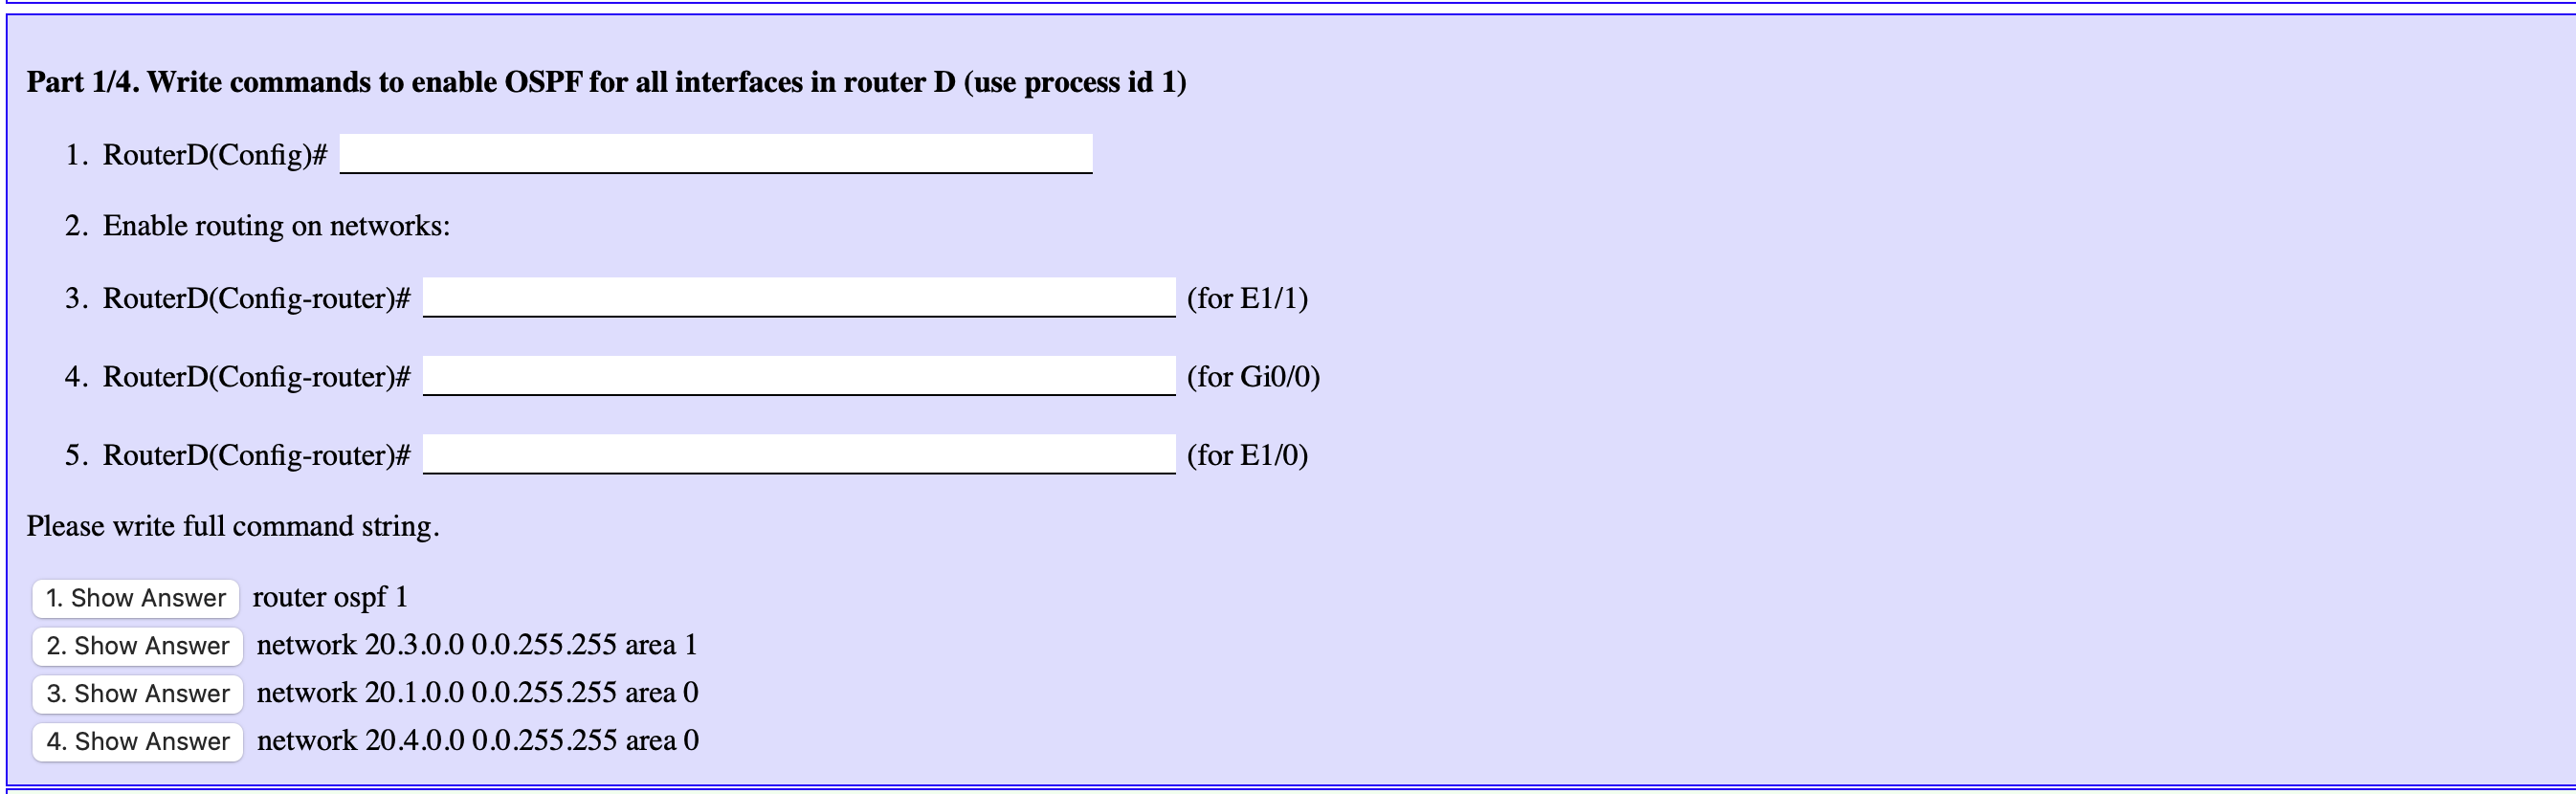 Part 1/4. Write commands to enable OSPF for all interfaces in router D (use process id 1)
1. RouterD(Config)#
2. Enable routing on networks:
3. RouterD(Config-router)# (for E1/1)
4. RouterD(Config-router)# (for Gi0/0)
5. RouterD(Config-router)# (for E1/0)
Please write full command string.
1. Show Answer router ospf 1
2. Show Answer network 20.3.0.0 0.0.255.255 area 1
3. Show Answer network 20.1.0.0 0.0.255.255 area 0
4. Show Answer network 20.4.0.0 0.0.255.255 area 0